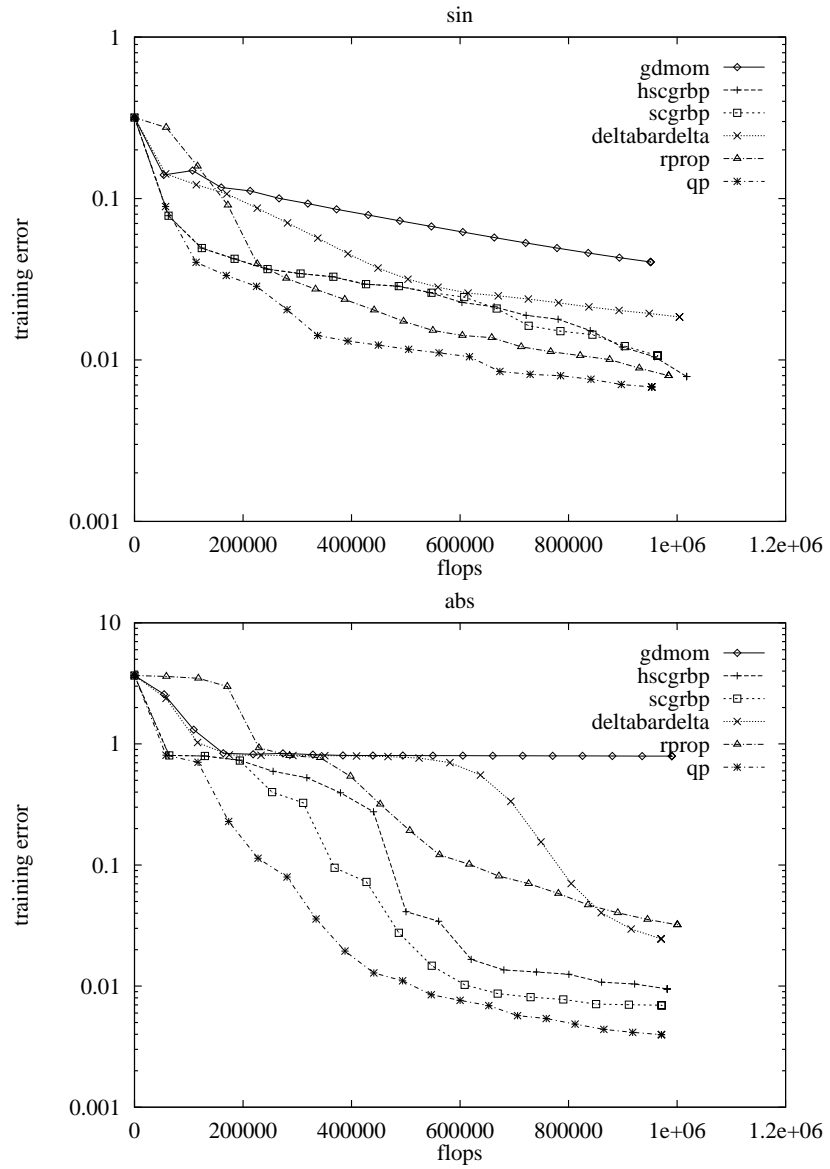 sin
1
0.1
0.01
0.001
training error
0
200000
400000
600000
800000
1e+06
1.2e+06
flops
gdmom
hscgrbp
scgrbp
deltabardelta
rprop
qp
abs
10
1
0.1
0.01
0.001
training error
0
200000
400000
600000
800000
1e+06
1.2e+06
flops
gdmom
hscgrbp
scgrbp
deltabardelta
rprop
qp